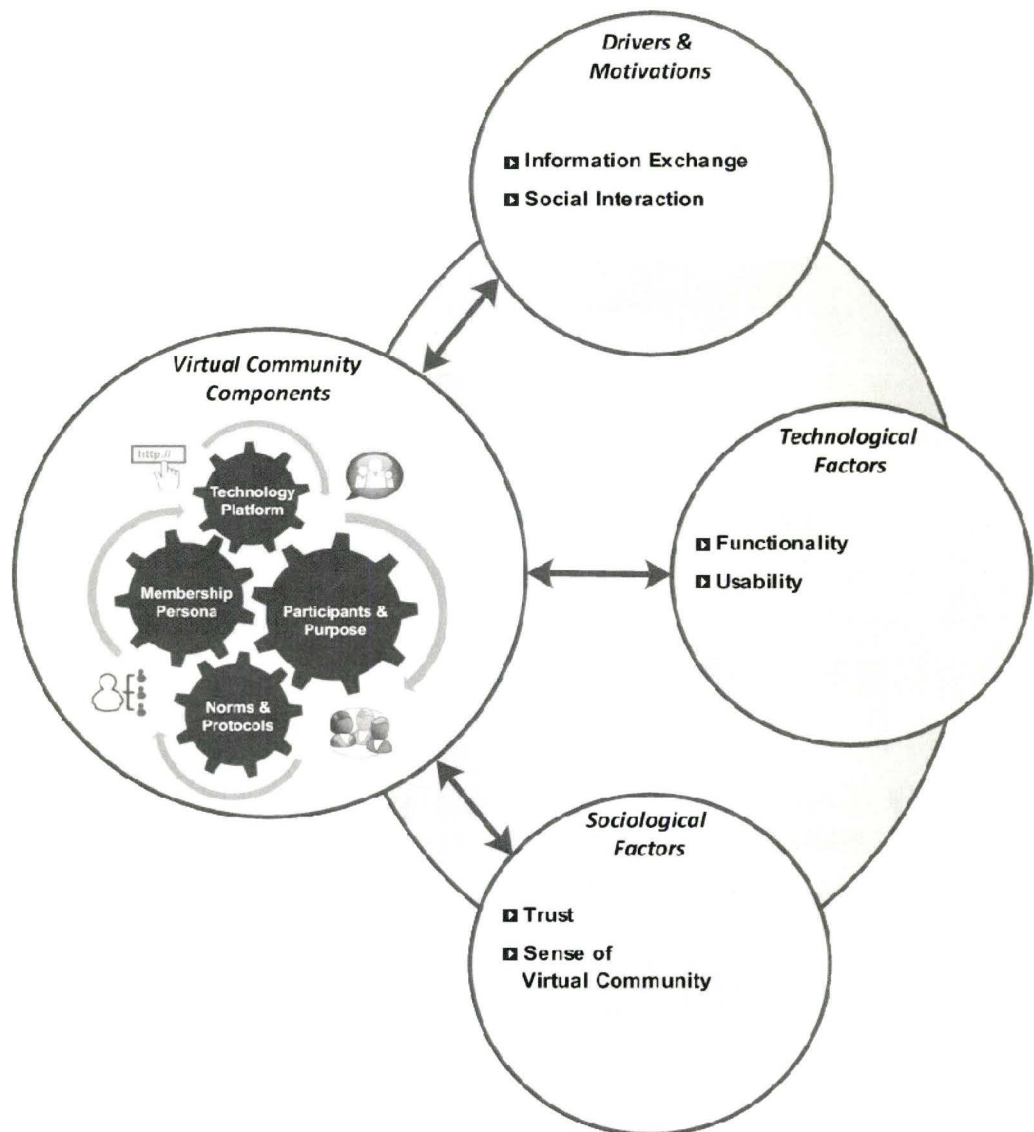 Drivers &
Motivations
Information Exchange
Social Interaction
Virtual Community
Components
http://
Technology
Platform
Membership
Persona
Participants &
Purpose
Norms &
Protocols
Technological
Factors
Functionality
Usability
Sociological
Factors
Trust
Sense of
Virtual Community